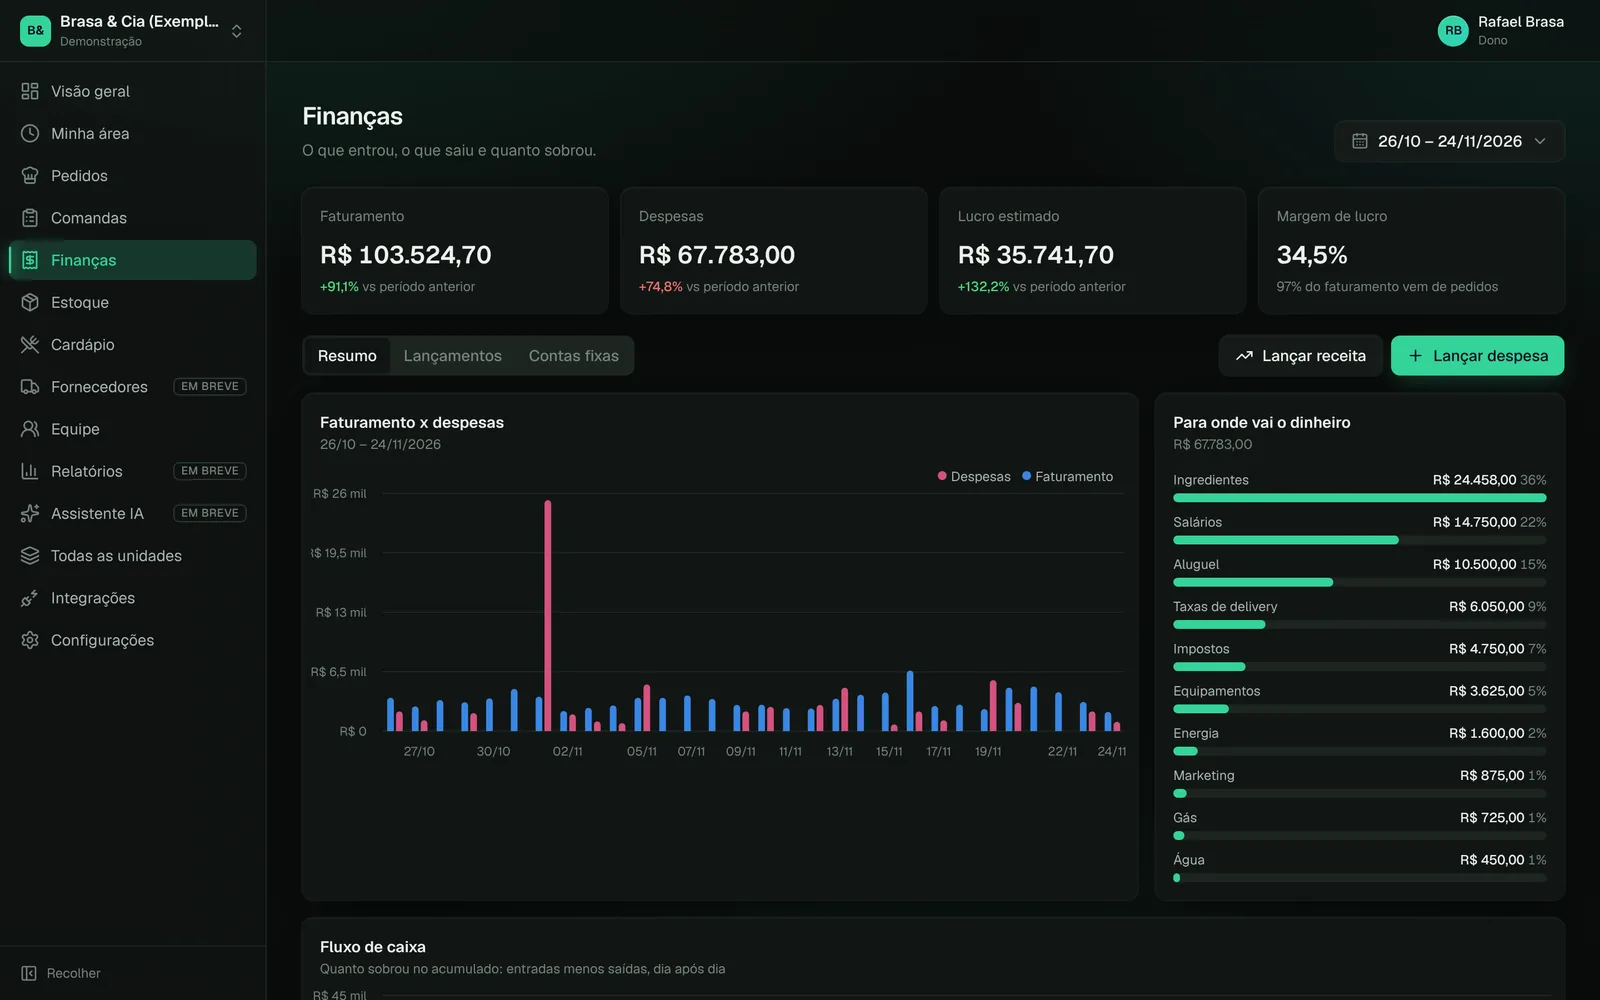 B&
Brasa & Cia (Exempl...
Demonstração
RB
Rafael Brasa
Dono
Visão geral
Minha área
Pedidos
Comandas
Finanças
Estoque
Cardápio
Fornecedores EM BREVE
Equipe
Relatórios EM BREVE
Assistente IA EM BREVE
Todas as unidades
Integrações
Configurações
Recolher
Finanças
O que entrou, o que saiu e quanto sobrou.
26/10 – 24/11/2026
Faturamento
R$ 103.524,70
+91,1% vs período anterior
Despesas
R$ 67.783,00
+74,8% vs período anterior
Lucro estimado
R$ 35.741,70
+132,2% vs período anterior
Margem de lucro
34,5%
97% do faturamento vem de pedidos
Resumo Lançamentos Contas fixas
Lançar receita
+ Lançar despesa
Faturamento x despesas
26/10 – 24/11/2026
Despesas Faturamento
R$ 26 mil
R$ 19,5 mil
R$ 13 mil
R$ 6,5 mil
R$ 0
27/10 30/10 02/11 05/11 07/11 09/11 11/11 13/11 15/11 17/11 19/11 22/11 24/11
Para onde vai o dinheiro
R$ 67.783,00
Ingredientes R$ 24.458,00 36%
Salários R$ 14.750,00 22%
Aluguel R$ 10.500,00 15%
Taxas de delivery R$ 6.050,00 9%
Impostos R$ 4.750,00 7%
Equipamentos R$ 3.625,00 5%
Energia R$ 1.600,00 2%
Marketing R$ 875,00 1%
Gás R$ 725,00 1%
Água R$ 450,00 1%
Fluxo de caixa
Quanto sobrou no acumulado: entradas menos saídas, dia após dia
R$ 45 mil